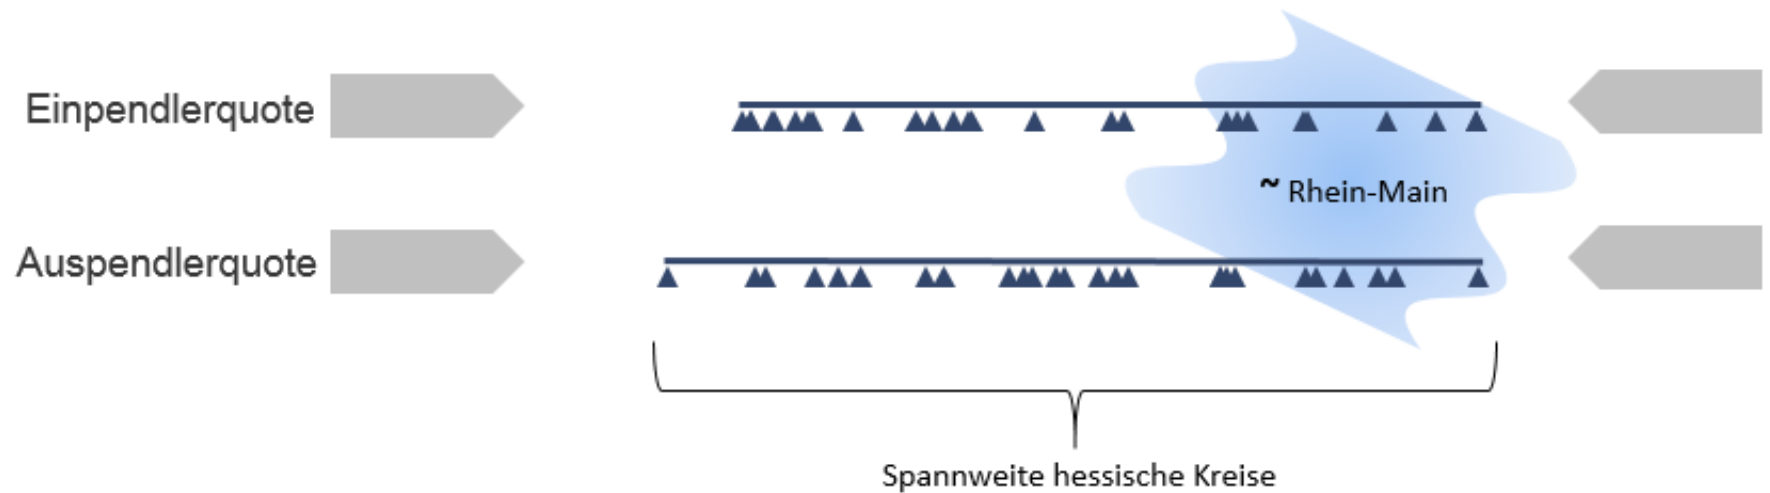 Einpendlerquote
~ Rhein-Main
Auspendlerquote
Spannweite hessische Kreise